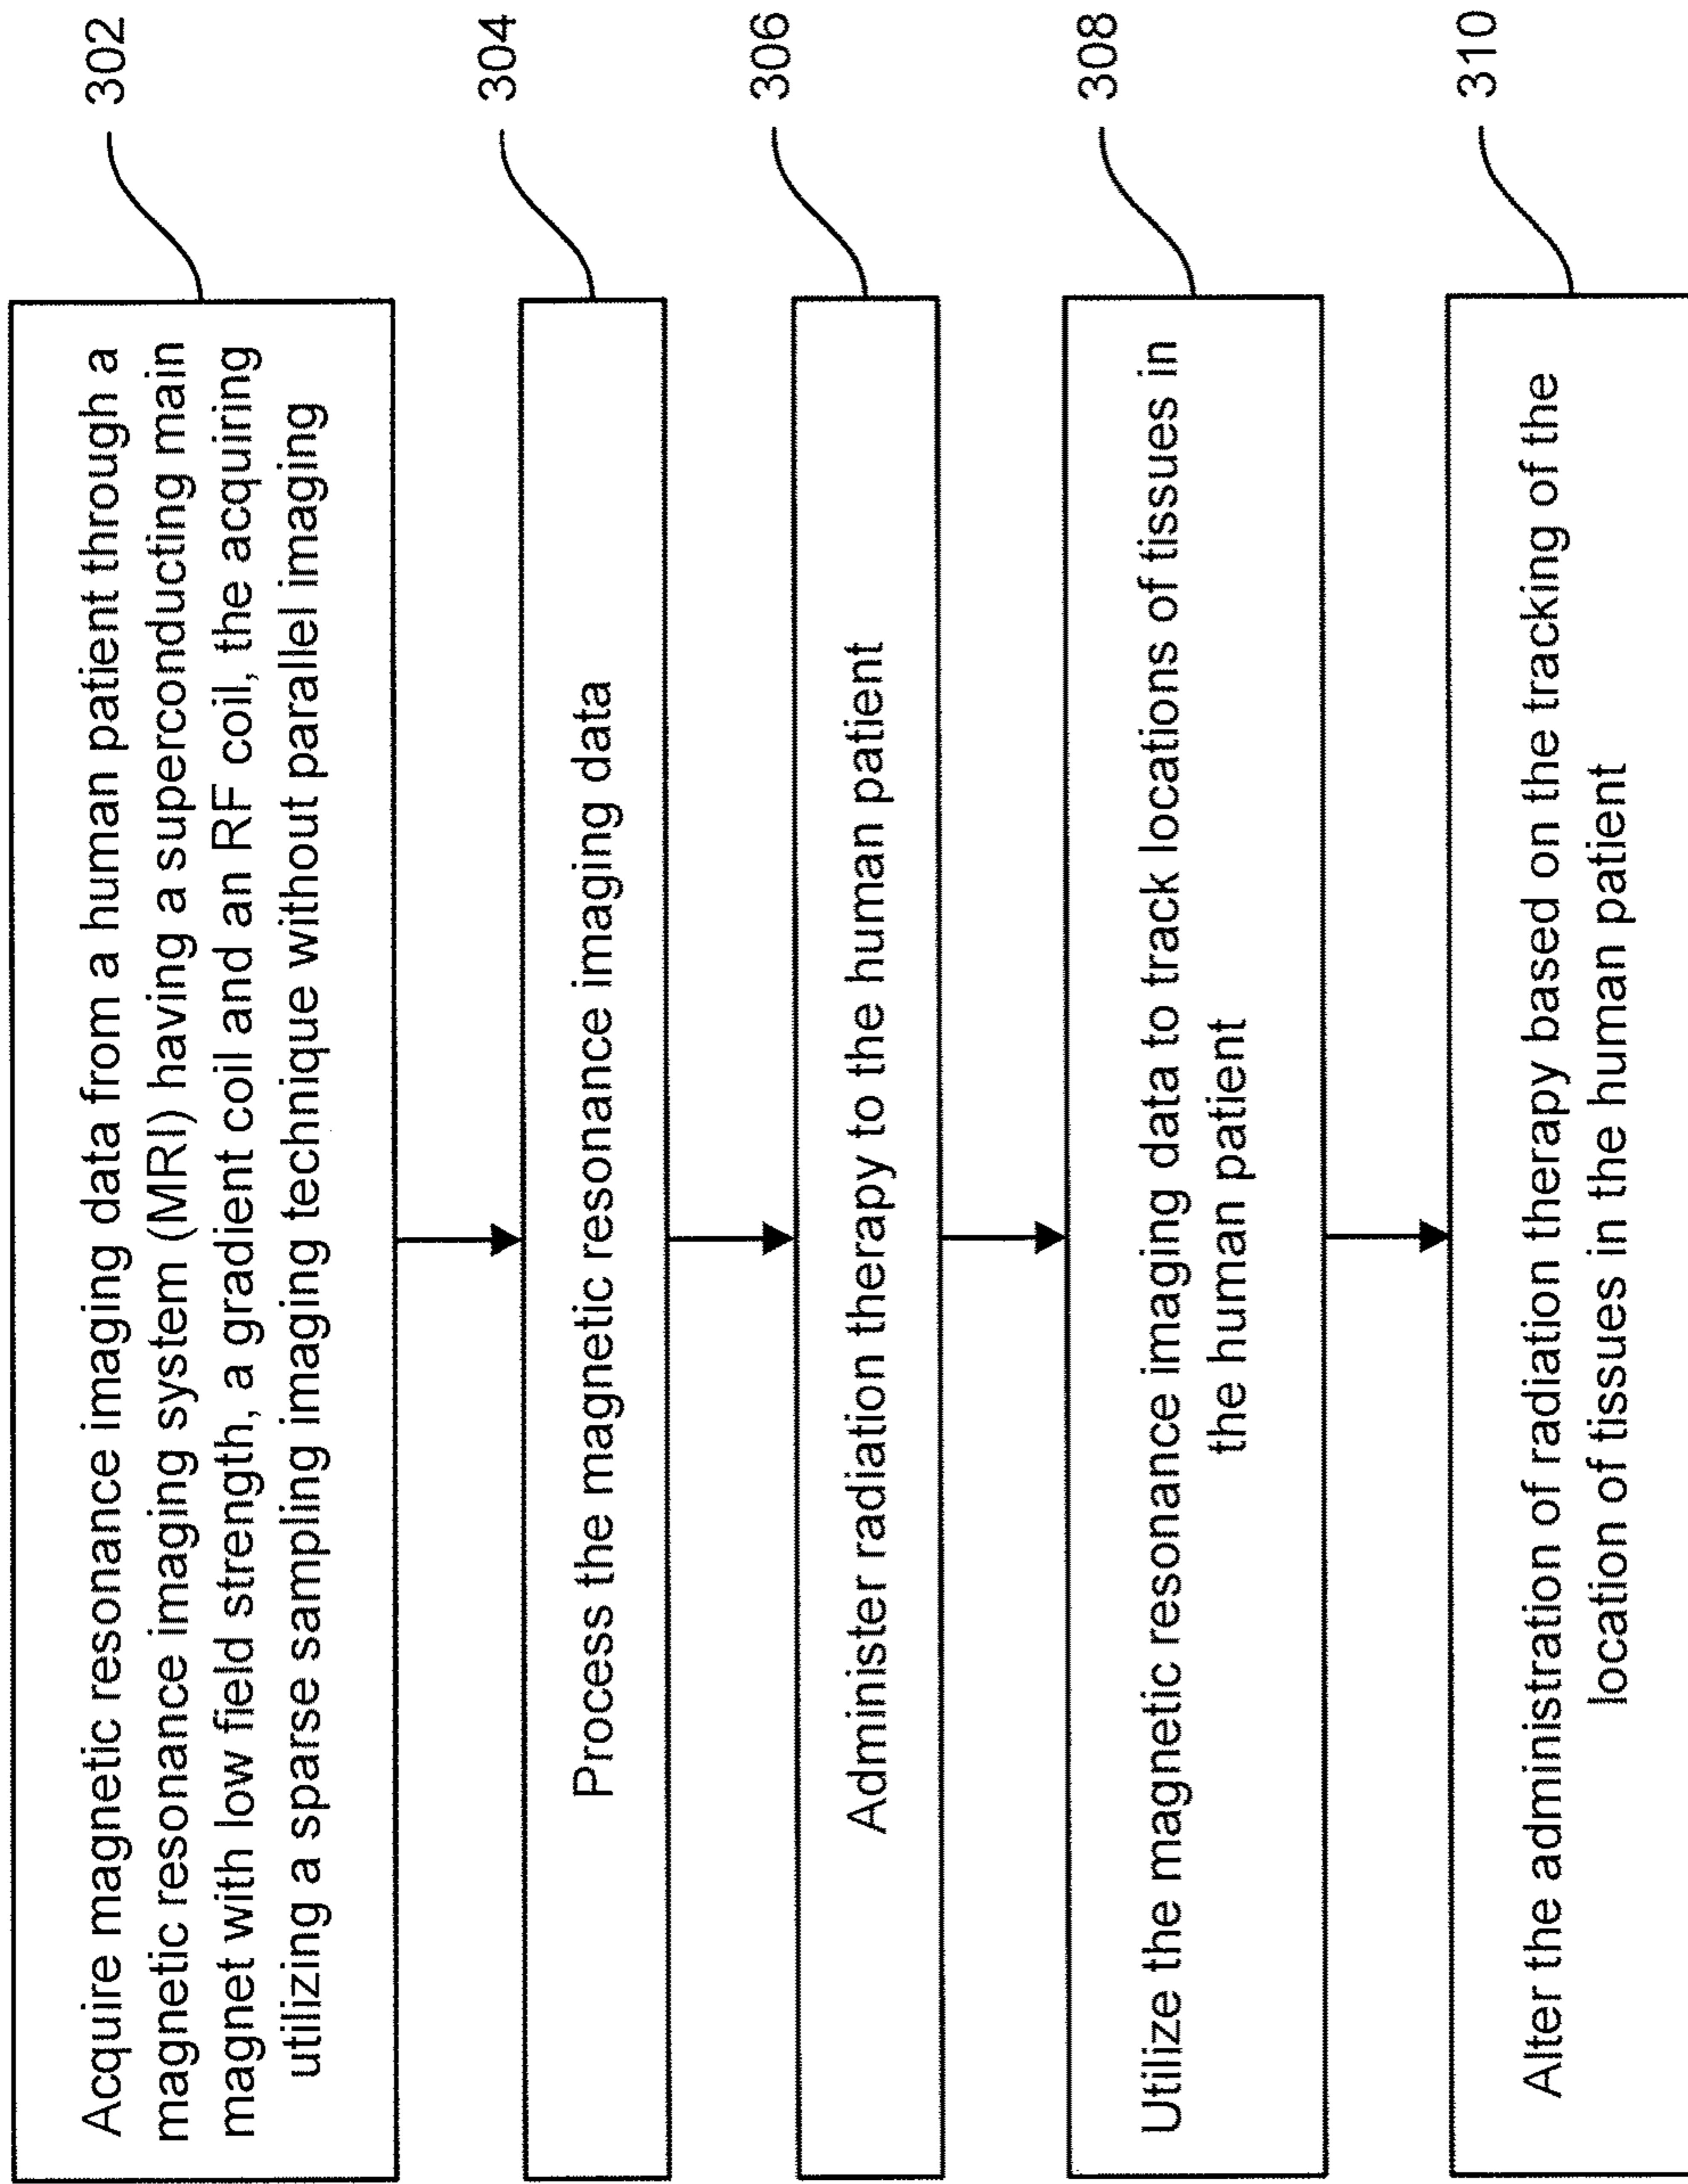 Acquire magnetic resonance imaging data from a human patient through a
magnetic resonance imaging system (MRI) having a superconducting main
magnet with low field strength, a gradient coil and an RF coil, the acquiring
utilizing a sparse sampling imaging technique without parallel imaging
302
Process the magnetic resonance imaging data
304
Administer radiation therapy to the human patient
306
Utilize the magnetic resonance imaging data to track locations of tissues in
the human patient
308
Alter the administration of radiation therapy based on the tracking of the
location of tissues in the human patient
310